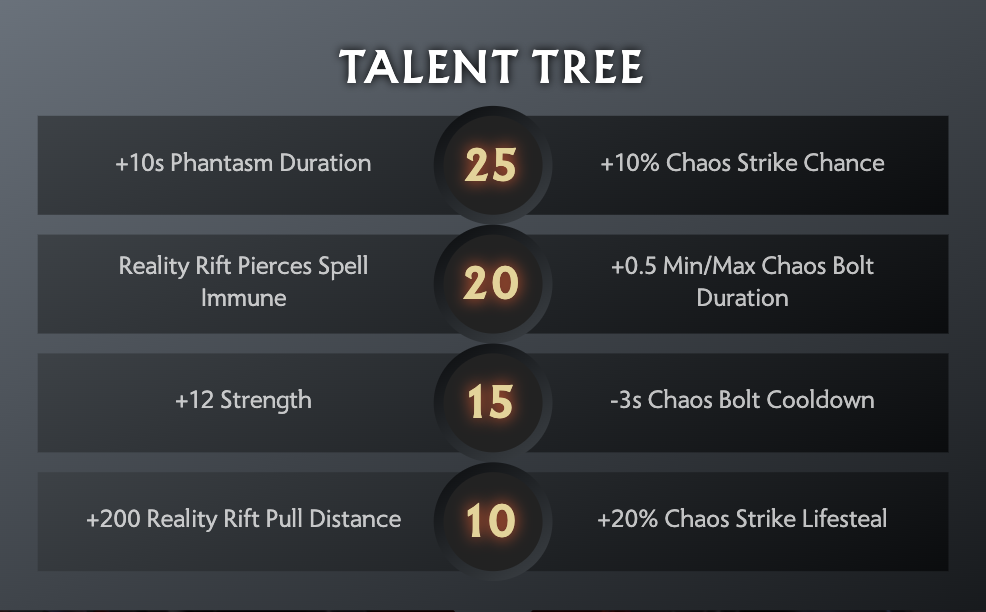 TALENT TREE
+10s Phantasm Duration
25
+10% Chaos Strike Chance
Reality Rift Pierces Spell
Immune
20
+0.5 Min/Max Chaos Bolt
Duration
+12 Strength
15
-3s Chaos Bolt Cooldown
+200 Reality Rift Pull Distance
10
+20% Chaos Strike Lifesteal